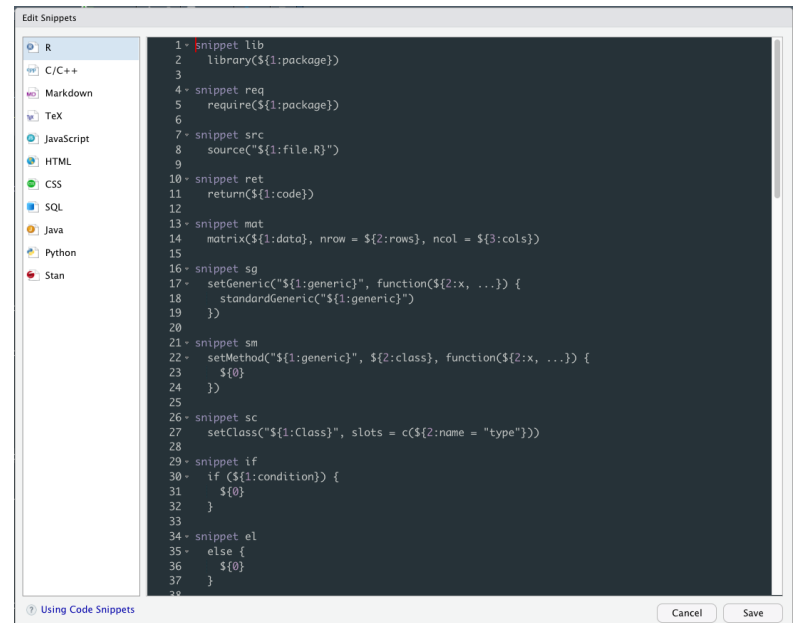 Edit Snippets
R
C/C++
Markdown
TeX
JavaScript
HTML
CSS
SQL
Java
Python
Stan
1 snippet lib
2   library(${1:package})
3
4 snippet req
5   require(${1:package})
6
7 snippet src
8   source("${1:file.R}")
9
10 snippet ret
11   return(${1:code})
12
13 snippet mat
14   matrix(${1:data}, nrow = ${2:rows}, ncol = ${3:cols})
15
16 snippet sg
17   setGeneric("${1:generic}", function(${2:x, ...}) {
18     standardGeneric("${1:generic}")
19   })
20
21 snippet sm
22   setMethod("${1:generic}", ${2:class}, function(${2:x, ...}) {
23     ${0}
24   })
25
26 snippet sc
27   setClass("${1:Class}", slots = c(${2:name = "type"}))
28
29 snippet if
30   if (${1:condition}) {
31     ${0}
32   }
33
34 snippet el
35   else {
36     ${0}
37   }
38
? Using Code Snippets
Cancel
Save